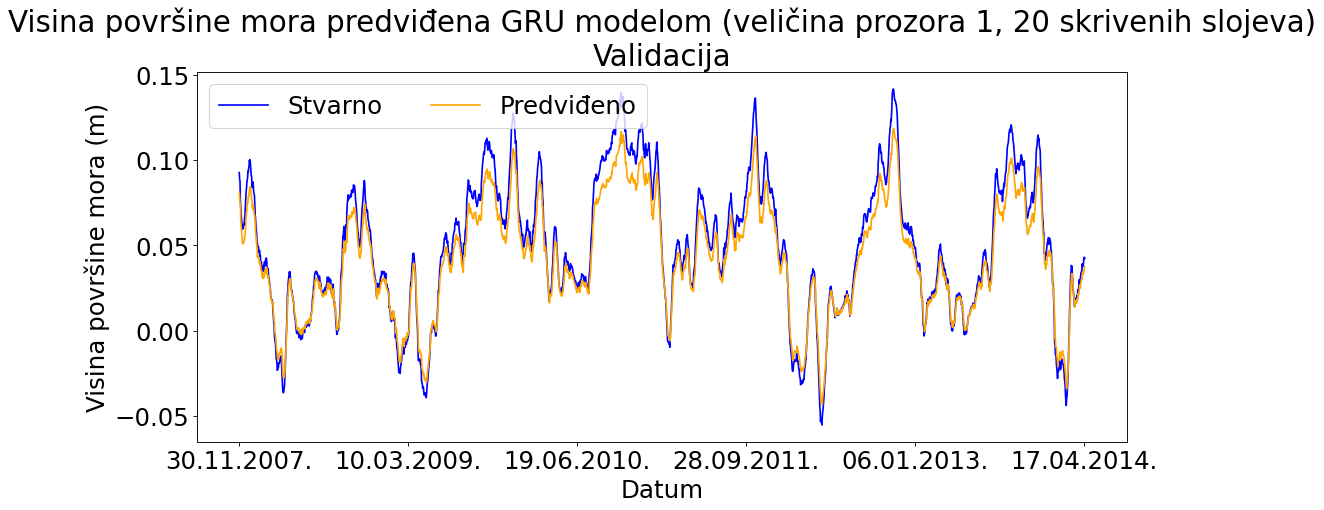 Visina površine mora predviđena GRU modelom (veličina prozora 1, 20 skrivenih slojeva)
Validacija
Stvarno
Predviđeno
Visina površine mora (m)
0.15
0.10
0.05
0.00
−0.05
30.11.2007.
10.03.2009.
19.06.2010.
28.09.2011.
06.01.2013.
17.04.2014.
Datum